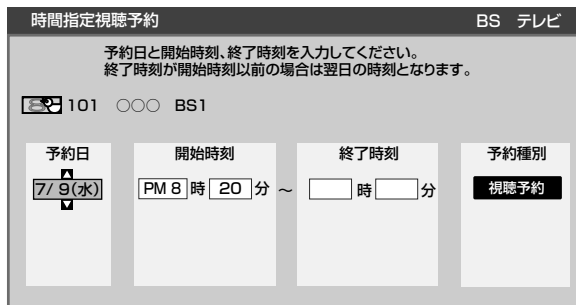 時間指定視聴予約 BS テレビ
予約日と開始時刻、終了時刻を入力してください。
終了時刻が開始時刻以前の場合は翌日の時刻となります。
101 ○○○ BS1
予約日 開始時刻 終了時刻 予約種別
7/ 9(水) PM 8 時 20 分 ～ 時 分 視聴予約